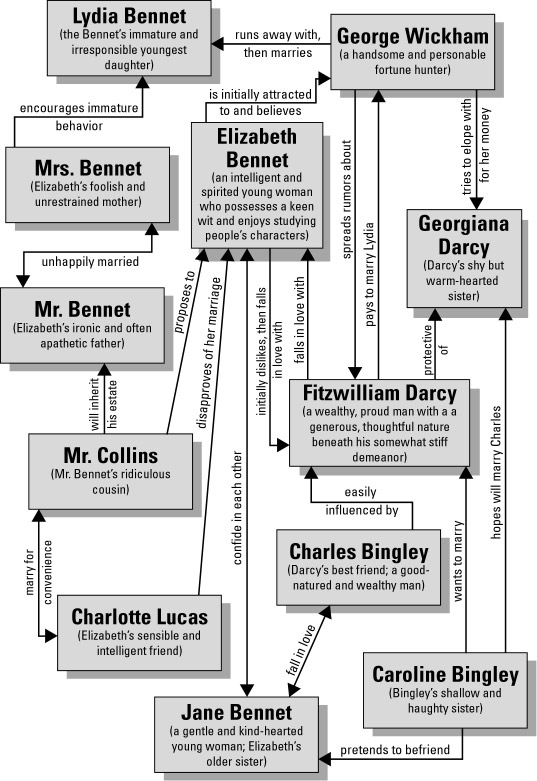 Lydia Bennet
(the Bennet's immature and
irresponsible youngest
daughter)
runs away with,
then marries
George Wickham
(a handsome and personable
fortune hunter)
encourages immature
behavior
is initially attracted
to and believes
Elizabeth
Bennet
(an intelligent and
spirited young woman
who possesses a keen
wit and enjoys studying
people's characters)
Mrs. Bennet
(Elizabeth's foolish and
unrestrained mother)
spreads rumors about
pays to marry Lydia
tries to elope with
for her money
Georgiana
Darcy
(Darcy's shy but
warm-hearted
sister)
unhappily married
Mr. Bennet
(Elizabeth's ironic and often
apathetic father)
proposes to
disapproves of her marriage
initially dislikes, then falls
in love with
falls in love with
protective
of
will inherit
his estate
Fitzwilliam Darcy
(a wealthy, proud man with a a
generous, thoughtful nature
beneath his somewhat stiff
demeanor)
Mr. Collins
(Mr. Bennet's ridiculous
cousin)
confide in each other
easily
influenced by
hopes will marry Charles
marry for
convenience
Charles Bingley
(Darcy's best friend; a good-
natured and wealthy man)
wants to marry
Charlotte Lucas
(Elizabeth's sensible and
intelligent friend)
fall in love
Caroline Bingley
(Bingley's shallow and
haughty sister)
Jane Bennet
(a gentle and kind-hearted
young woman; Elizabeth's
older sister)
pretends to befriend